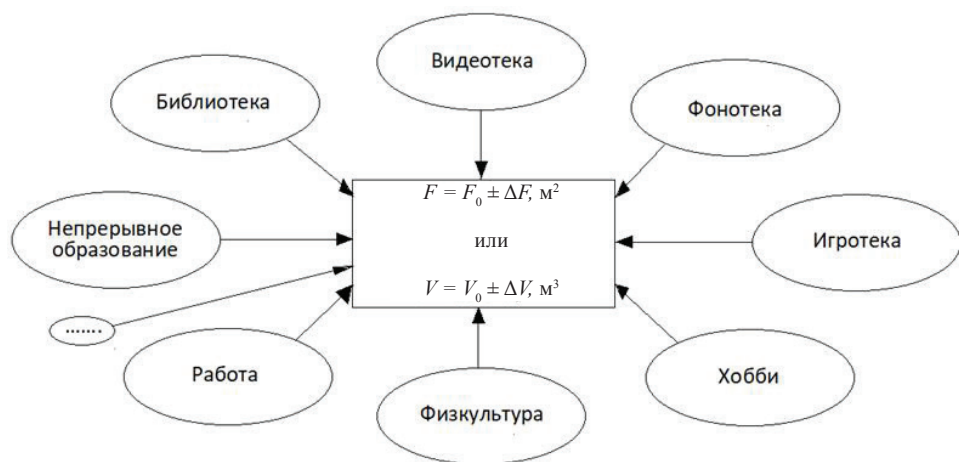 Видеотека
Библиотека
Фонотека
F = F₀ ± ΔF, м²
или
V = V₀ ± ΔV, м³
Непрерывное
образование
Игротека
.......
Работа
Физкультура
Хобби